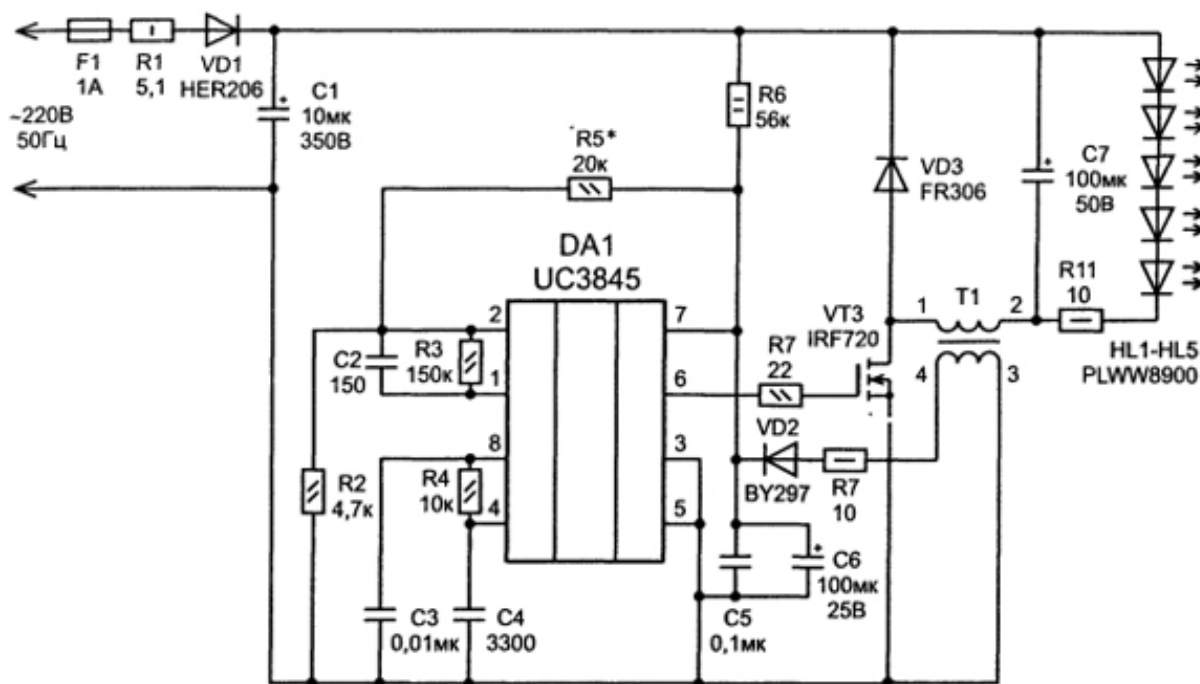 F1
1A
R1
5,1
VD1
HER206
~220В
50Гц
C1
+
10мк
350В
R5*
20к
R6
56к
VD3
FR306
C7
+
100мк
50В
DA1
UC3845
2
1
8
4
7
6
3
5
C2
150
R3
150к
R2
4,7к
R4
10к
C3
0,01мк
C4
3300
R7
22
VT3
IRF720
VD2
BY297
R7
10
C5
0,1мк
C6
+
100мк
25В
1
T1
2
4
3
R11
10
HL1-HL5
PLWW8900